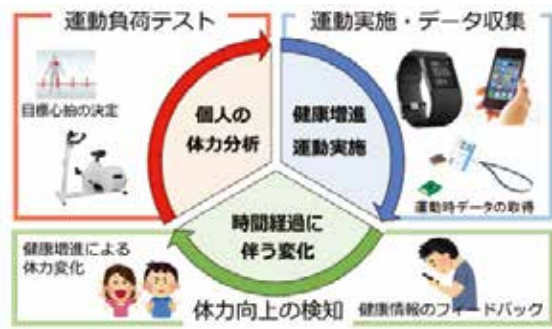 運動負荷テスト
運動実施・データ収集
目標心拍の決定
個人の
体力分析
健康増進
運動実施
運動時データの取得
時間経過に
伴う変化
健康増進による
体力変化
体力向上の検知
健康情報のフィードバック